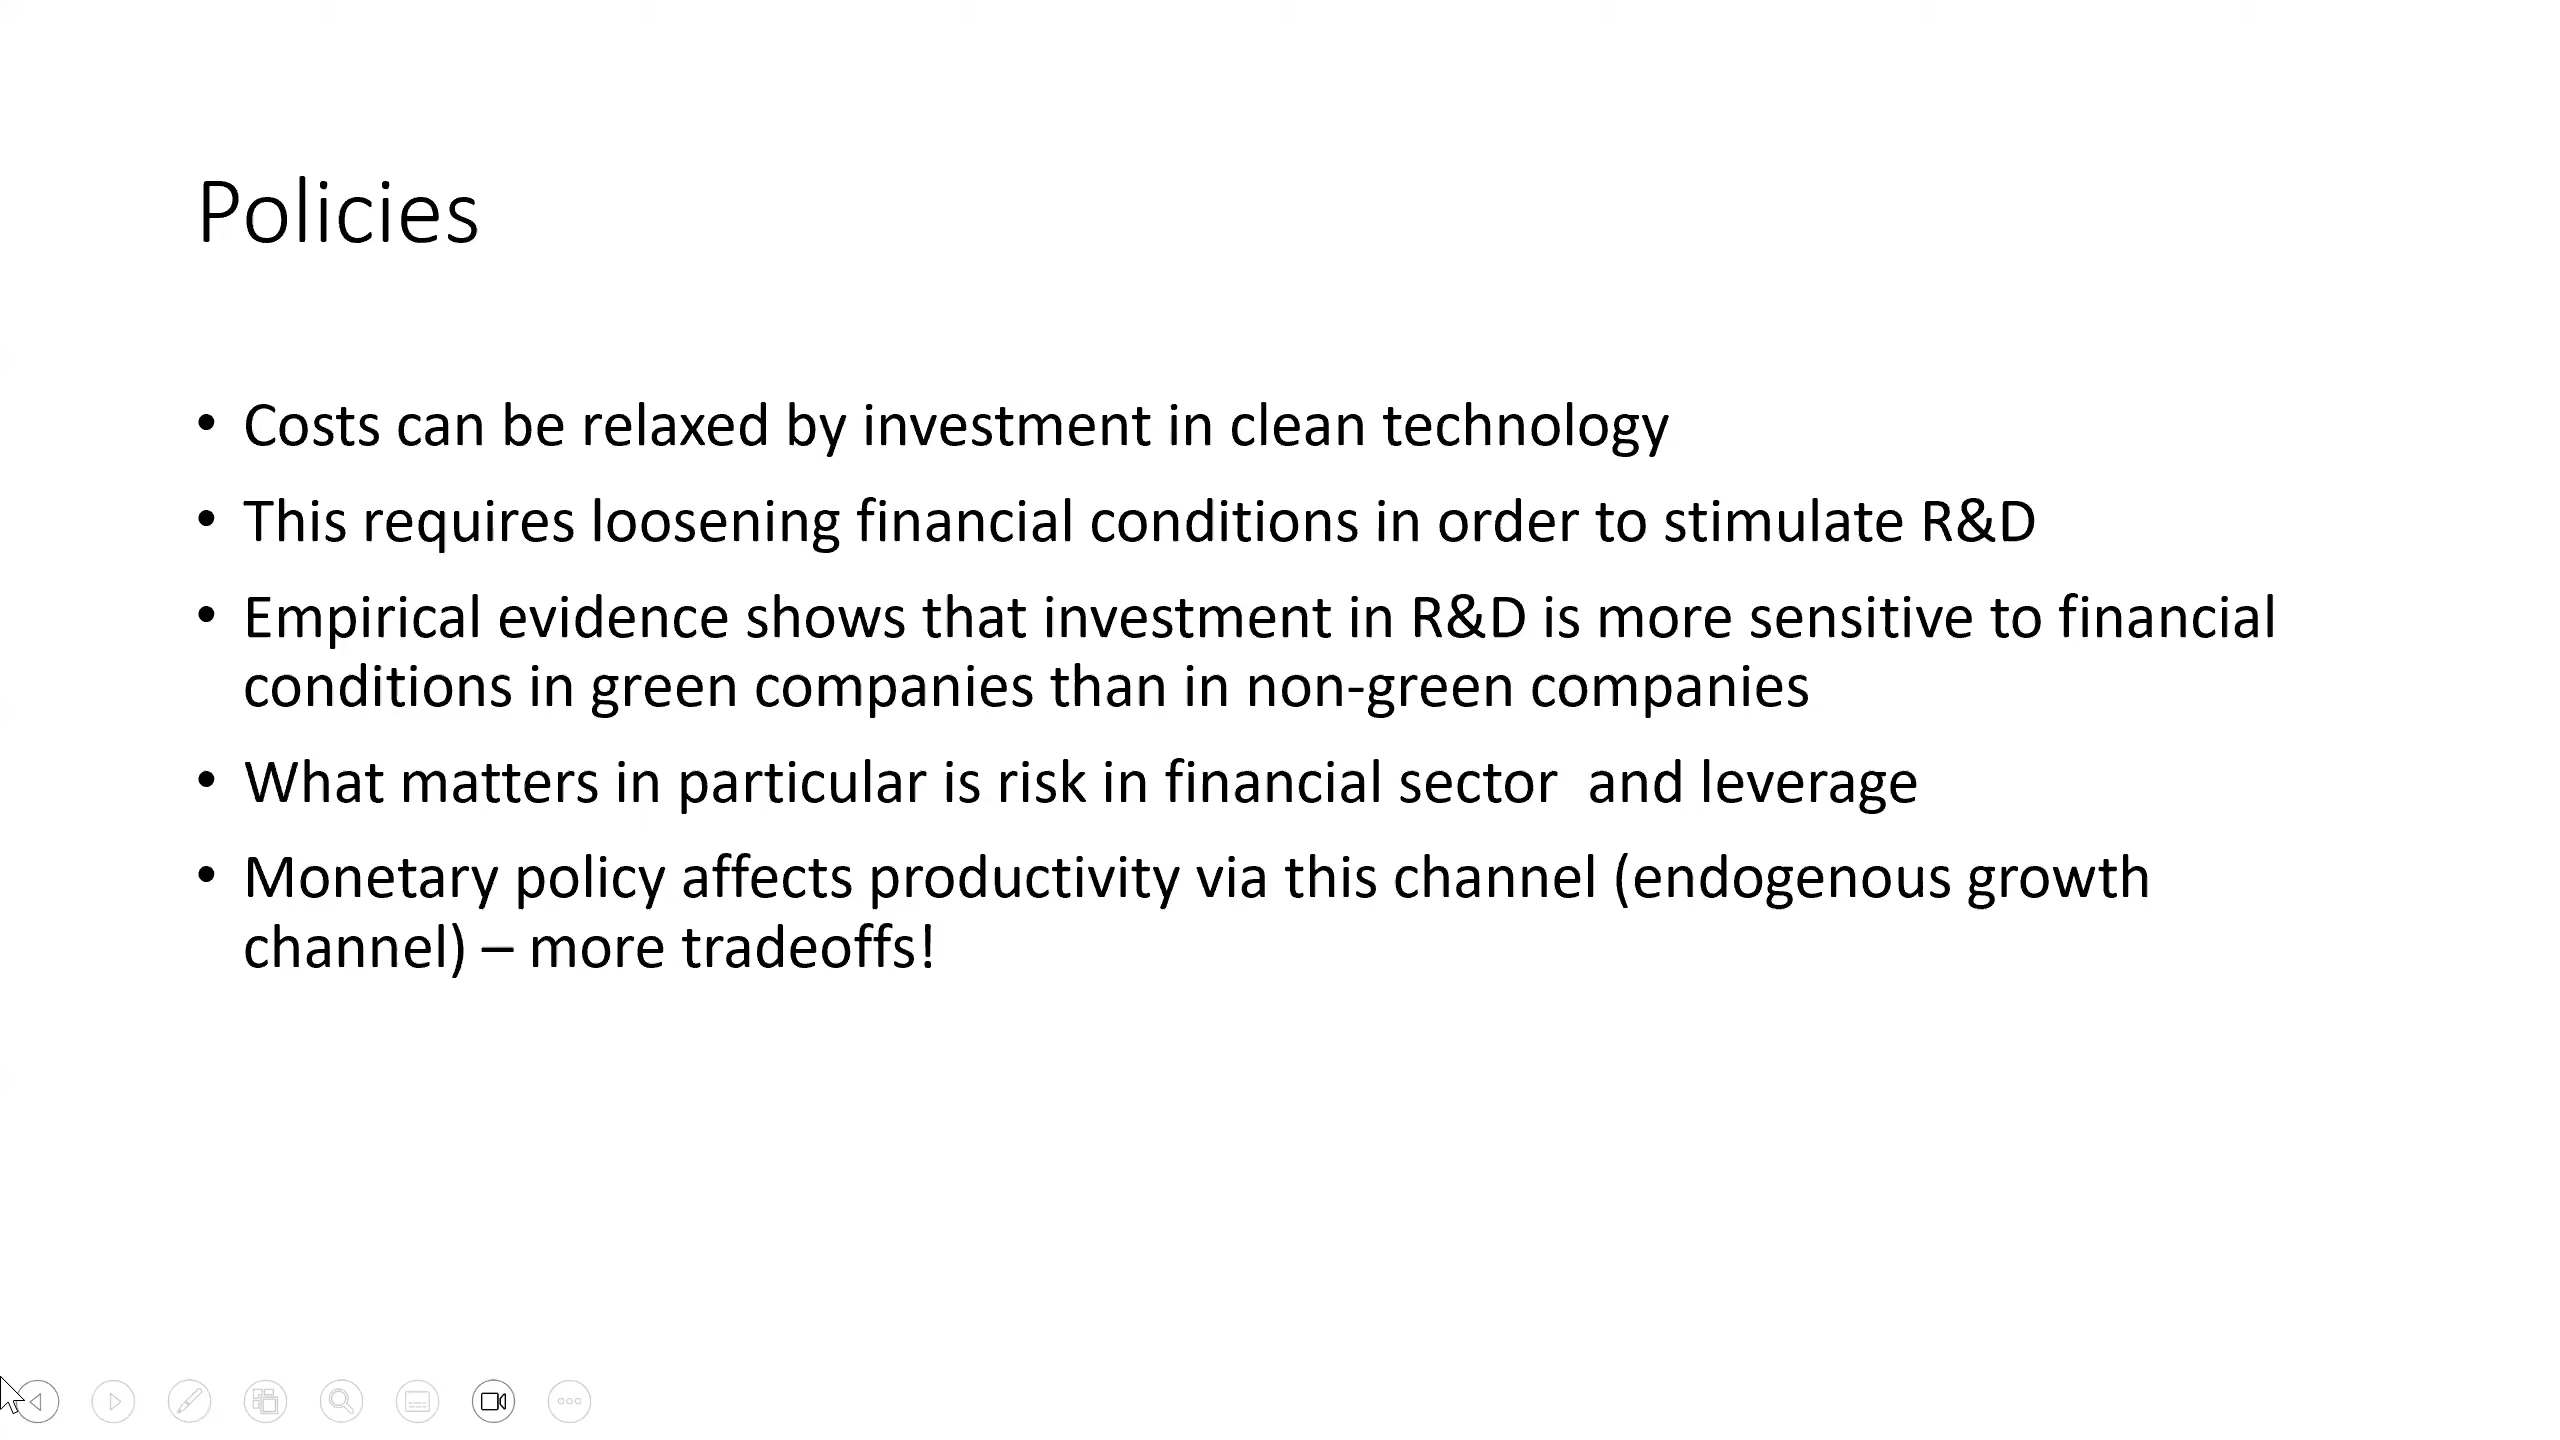 Policies
• Costs can be relaxed by investment in clean technology
• This requires loosening financial conditions in order to stimulate R&D
• Empirical evidence shows that investment in R&D is more sensitive to financial
conditions in green companies than in non-green companies
• What matters in particular is risk in financial sector  and leverage
• Monetary policy affects productivity via this channel (endogenous growth
channel) – more tradeoffs!